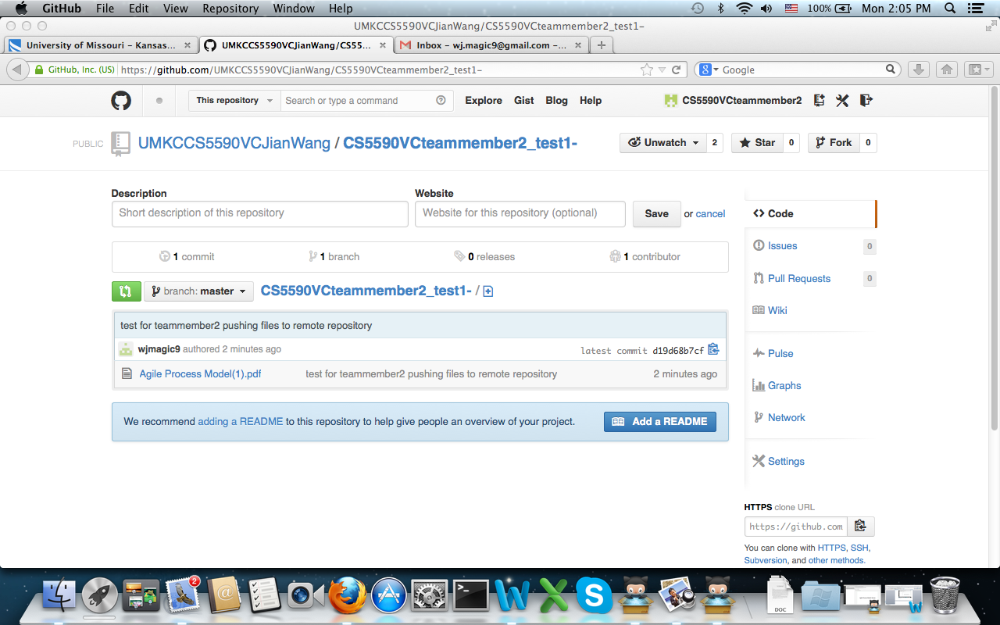 GitHub File Edit View Repository Window Help 100% Mon 2:05 PM
UMKCCS5590VCJianWang/CS5590VCteammember2_test1-
University of Missouri – Kansas... UMKCCS5590VCJianWang/CS55... Inbox – wj.magic9@gmail.com –...
GitHub, Inc. (US) https://github.com/UMKCCS5590VCJianWang/CS5590VCteammember2_test1- Google
This repository Search or type a command Explore Gist Blog Help CS5590VCteammember2
PUBLIC UMKCCS5590VCJianWang / CS5590VCteammember2_test1- Unwatch 2 Star 0 Fork 0
Description Website
Short description of this repository Website for this repository (optional) Save or cancel
1 commit 1 branch 0 releases 1 contributor
branch: master CS5590VCteammember2_test1- /
test for teammember2 pushing files to remote repository
wjmagic9 authored 2 minutes ago latest commit d19d68b7cf
Agile Process Model(1).pdf test for teammember2 pushing files to remote repository 2 minutes ago
We recommend adding a README to this repository to help give people an overview of your project. Add a README
Code
Issues 0
Pull Requests 0
Wiki
Pulse
Graphs
Network
Settings
HTTPS clone URL
https://github.com
You can clone with HTTPS, SSH,
Subversion, and other methods.
2
DOC